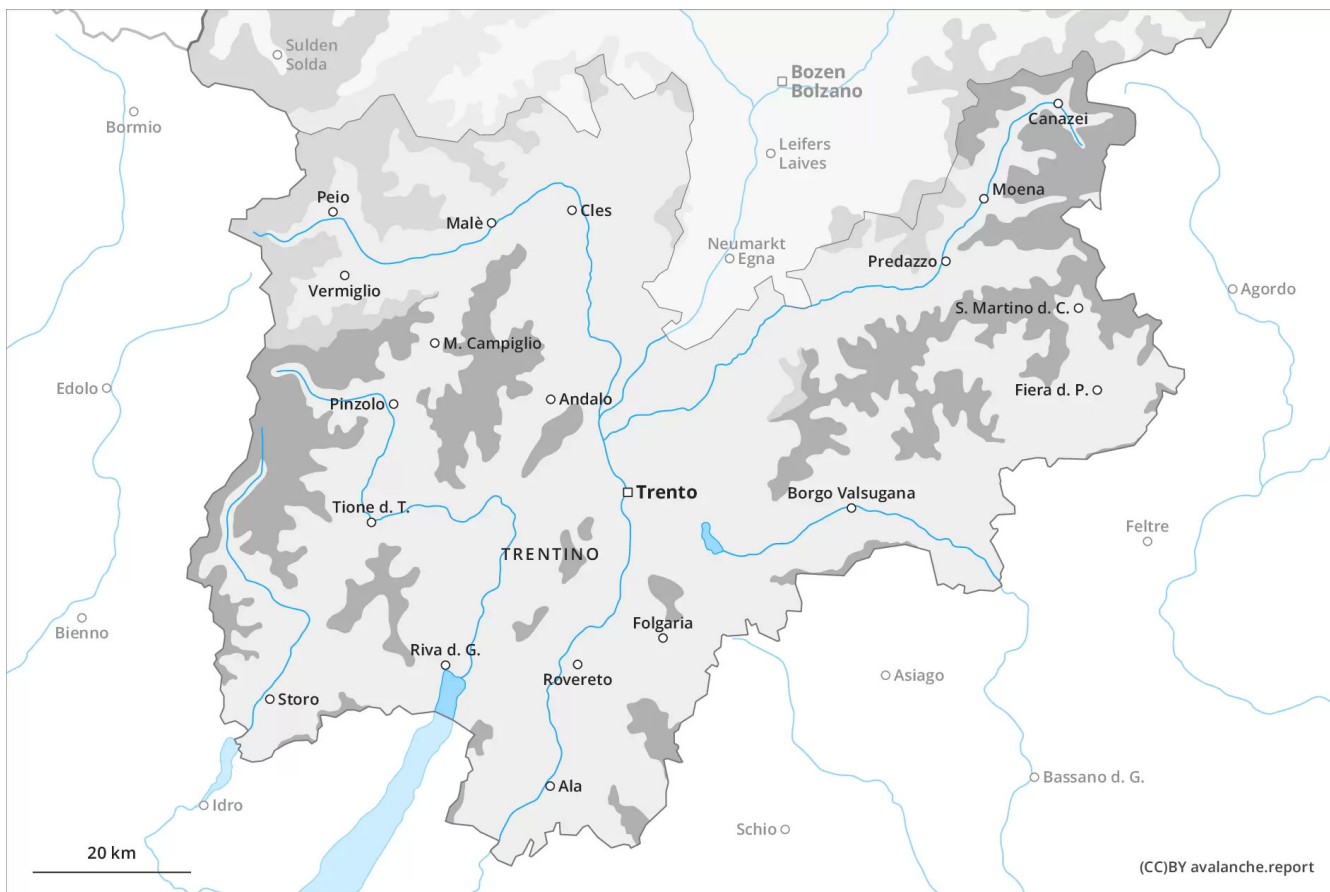 Sulden
Solda
Bozen
Bolzano
Bormio
Canazei
Leifers
Laives
Peio
Moena
Malè
Cles
Neumarkt
Egna
Predazzo
Vermiglio
Agordo
S. Martino d. C.
M. Campiglio
Edolo
Fiera d. P.
Pinzolo
Andalo
Trento
Borgo Valsugana
Tione d. T.
Feltre
TRENTINO
Bienno
Folgaria
Riva d. G.
Asiago
Rovereto
Storo
Bassano d. G.
Ala
Idro
Schio
20 km
(CC)BY avalanche.report